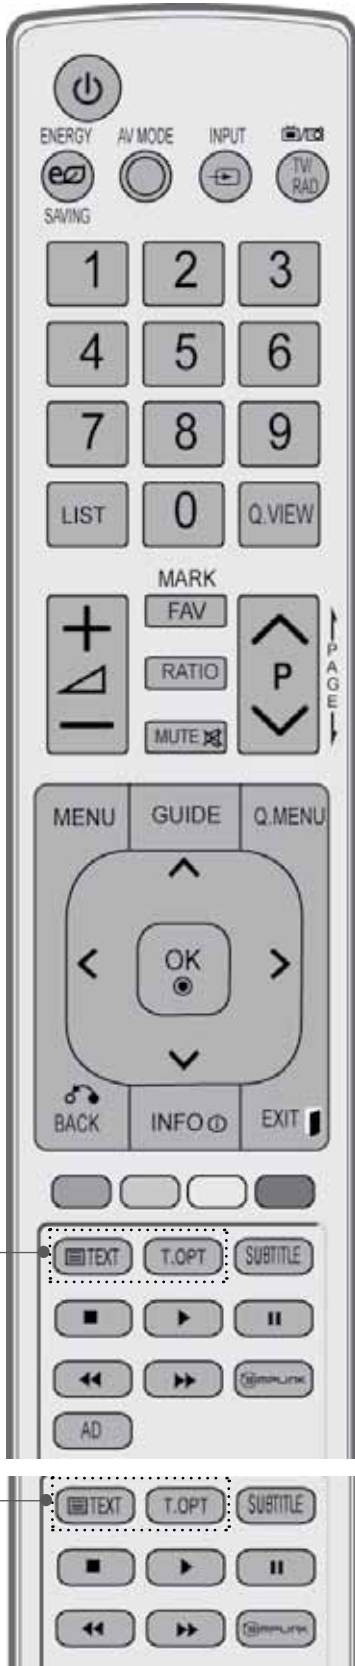 ENERGY AV MODE INPUT
TV/
RAD
SAVING
1 2 3
4 5 6
7 8 9
LIST 0 Q.VIEW
MARK
FAV
RATIO
P
PAGE
MUTE
MENU GUIDE Q.MENU
OK
BACK INFO EXIT
TEXT T.OPT SUBTITLE
SIMPLINK
AD
TEXT T.OPT SUBTITLE
SIMPLINK